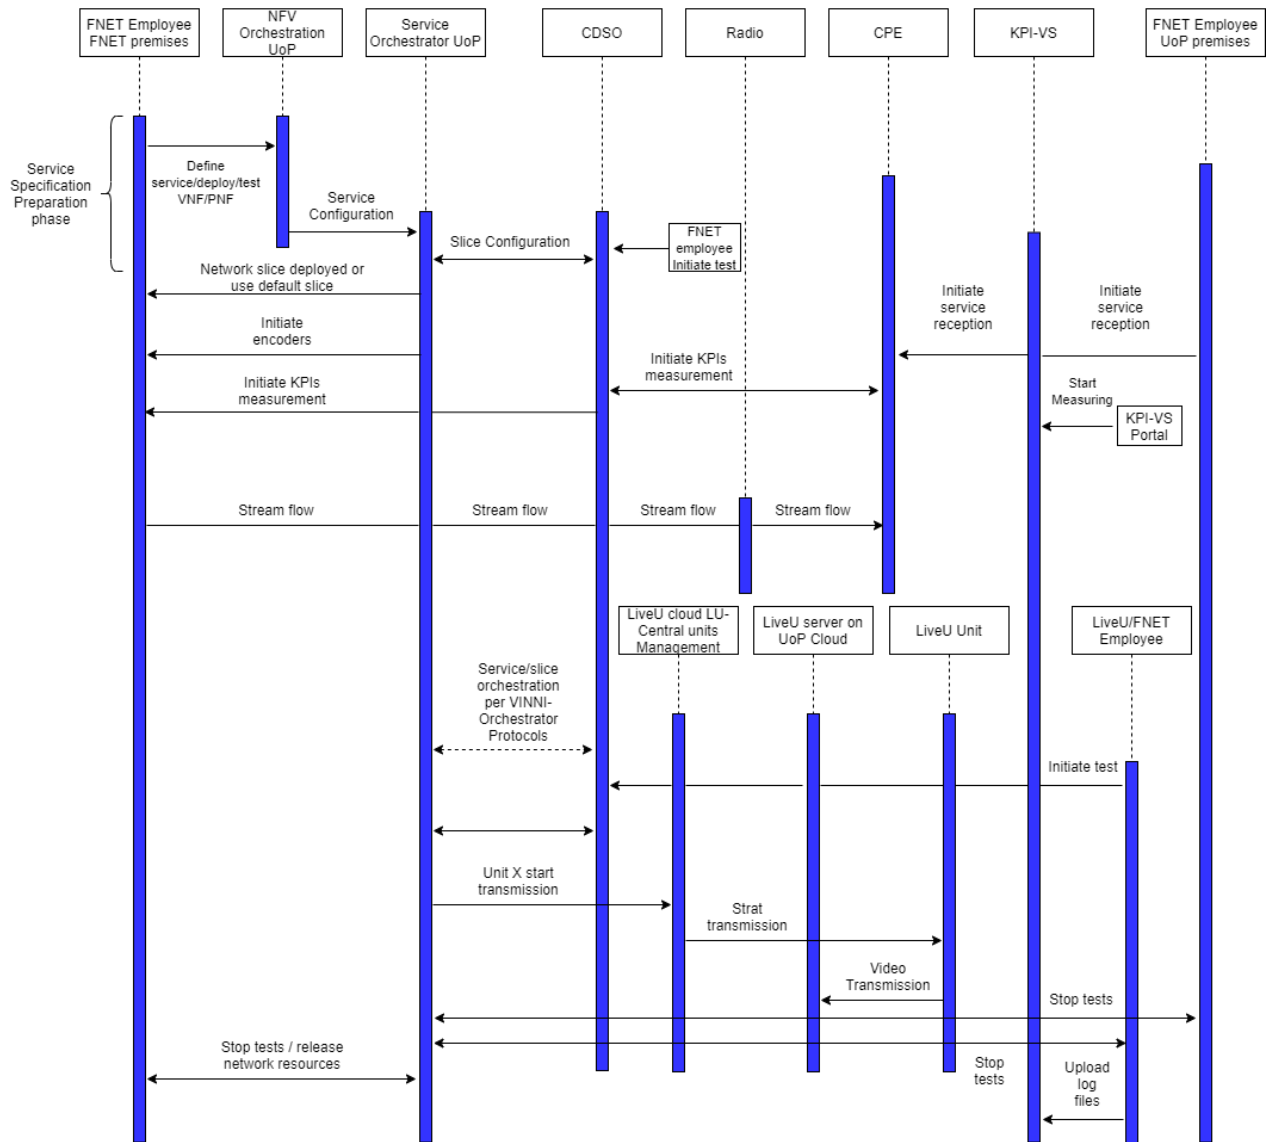 FNET Employee
FNET premises
NFV
Orchestration
UoP
Service
Orchestrator UoP
CDSO
Radio
CPE
KPI-VS
FNET Employee
UoP premises
Service
Specification
Preparation
phase
Define
service/deploy/test
VNF/PNF
Service
Configuration
Slice Configuration
FNET
employee
Initiate test
Network slice deployed or
use default slice
Initiate
service
reception
Initiate
service
reception
Initiate
encoders
Initiate KPIs
measurement
Initiate KPIs
measurement
Start
Measuring
KPI-VS
Portal
Stream flow
Stream flow
Stream flow
Stream flow
LiveU cloud LU-
Central units
Management
LiveU server on
UoP Cloud
LiveU Unit
LiveU/FNET
Employee
Service/slice
orchestration
per VINNI-
Orchestrator
Protocols
Initiate test
Unit X start
transmission
Strat
transmission
Video
Transmission
Stop tests
Stop tests / release
network resources
Stop
tests
Upload
log
files